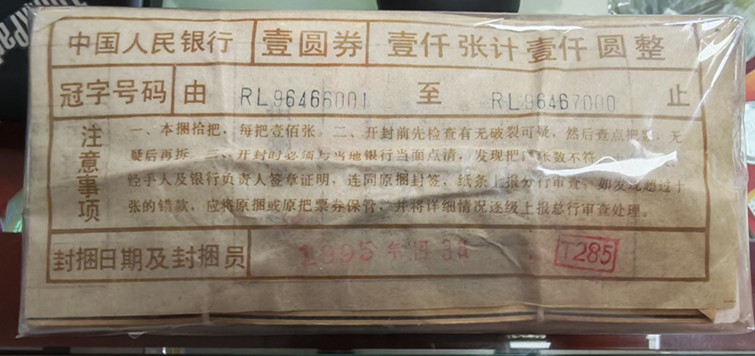 中国人民银行 壹圆券 壹仟张计壹仟圆整
冠字号码 由 RL96466001 至 RL96467000 止
注意事项
一、本捆恰把,每把壹佰张。二、开封前先检查有无破裂可疑,然后查点把数,无
疑后再拆。三、开封时必须与当地银行当面点清,发现把 张数不符
经手人及银行负责人签章证明,连同原捆封签,纸条上报分行审查。如发现超过十
张的错款,应将原捆或原把票券保管,并将详细情况逐级上报总行审查处理。
封捆日期及封捆员 1995 年 T285